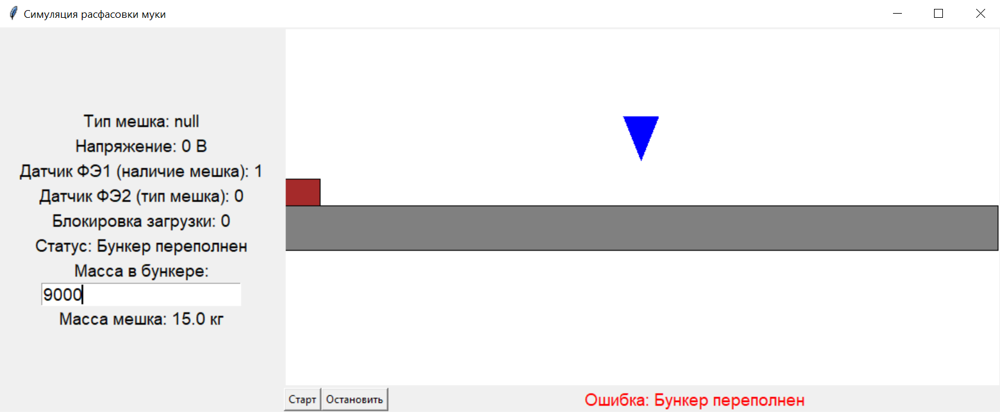 Симуляция расфасовки муки
Тип мешка: null
Напряжение: 0 В
Датчик ФЭ1 (наличие мешка): 1
Датчик ФЭ2 (тип мешка): 0
Блокировка загрузки: 0
Статус: Бункер переполнен
Масса в бункере:
9000
Масса мешка: 15.0 кг
Старт Остановить Ошибка: Бункер переполнен